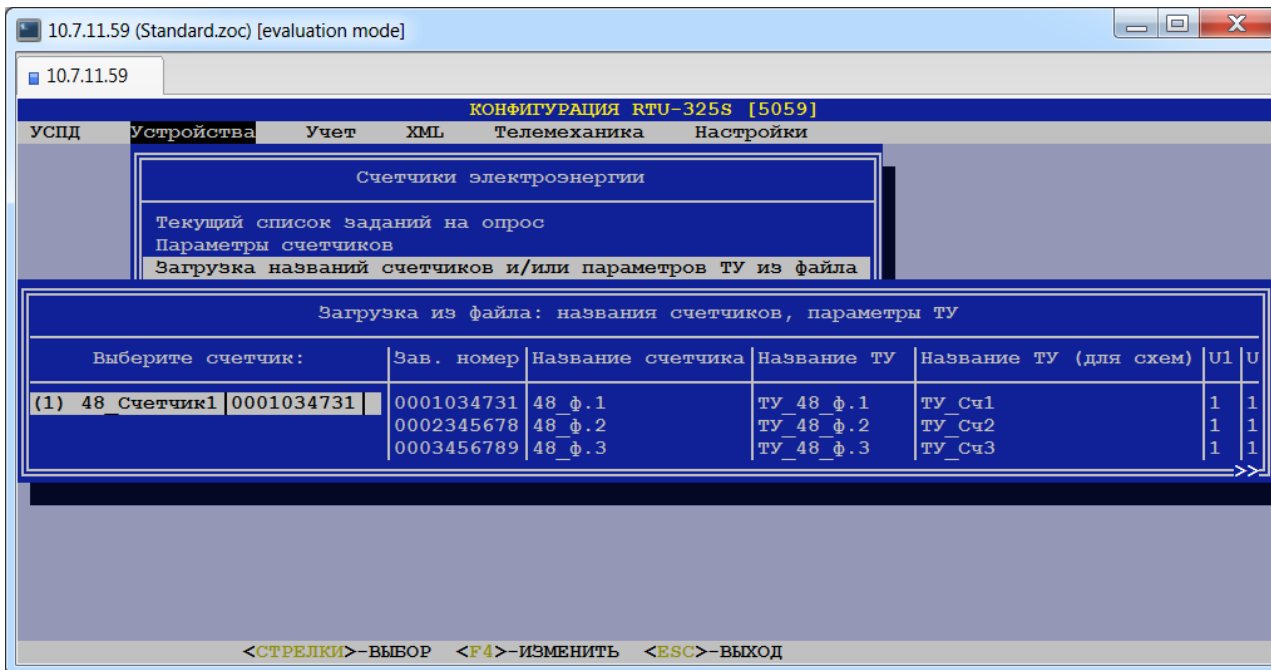 10.7.11.59 (Standard.zoc) [evaluation mode]
10.7.11.59
КОНФИГУРАЦИЯ RTU-325S [5059]
УСПД Устройства Учет XML Телемеханика Настройки
Счетчики электроэнергии
Текущий список заданий на опрос
Параметры счетчиков
Загрузка названий счетчиков и/или параметров ТУ из файла
Загрузка из файла: названия счетчиков, параметры ТУ
Выберите счетчик: |Зав. номер|Название счетчика|Название ТУ |Название ТУ (для схем)|U1|U
(1) 48_Счетчик1|0001034731| |0001034731|48_ф.1 |ТУ_48_ф.1 |ТУ_Сч1 |1 |1
|0002345678|48_ф.2 |ТУ_48_ф.2 |ТУ_Сч2 |1 |1
|0003456789|48_ф.3 |ТУ_48_ф.3 |ТУ_Сч3 |1 |1
>>
<СТРЕЛКИ>-ВЫБОР <F4>-ИЗМЕНИТЬ <ESC>-ВЫХОД